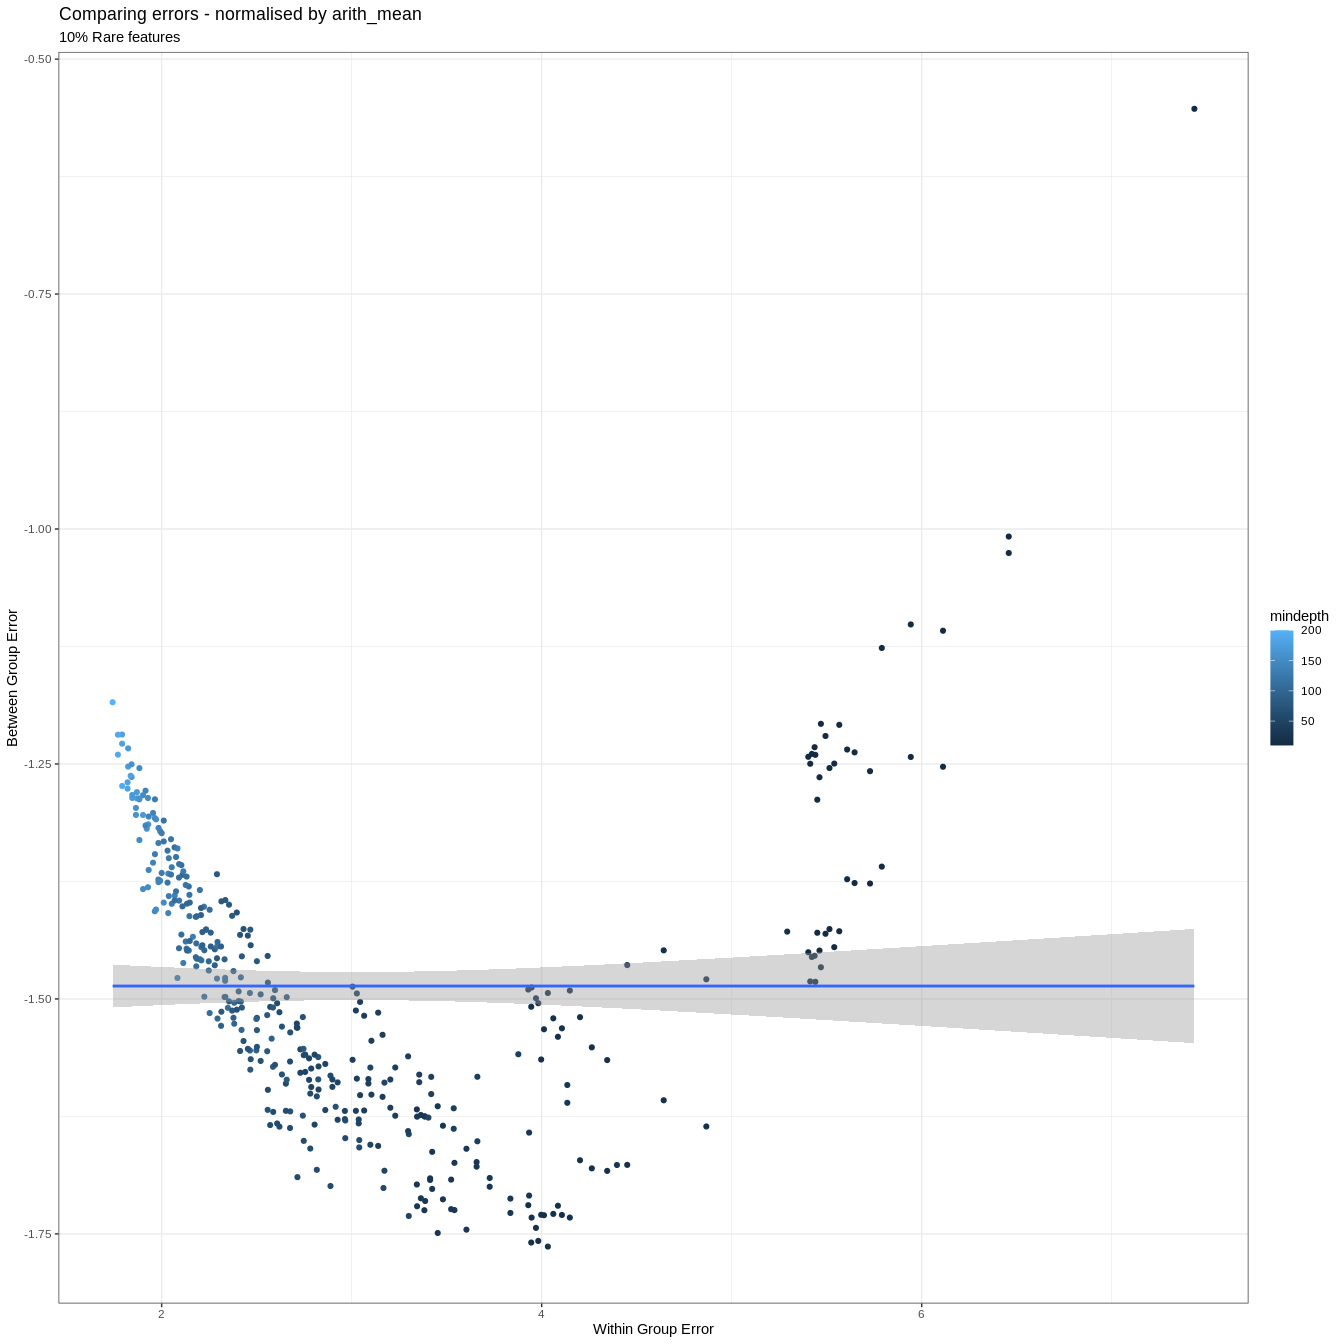 Comparing errors - normalised by arith_mean
10% Rare features
-0.50
-0.75
-1.00
-1.25
-1.50
-1.75
Between Group Error
2
4
6
Within Group Error
mindepth
200
150
100
50